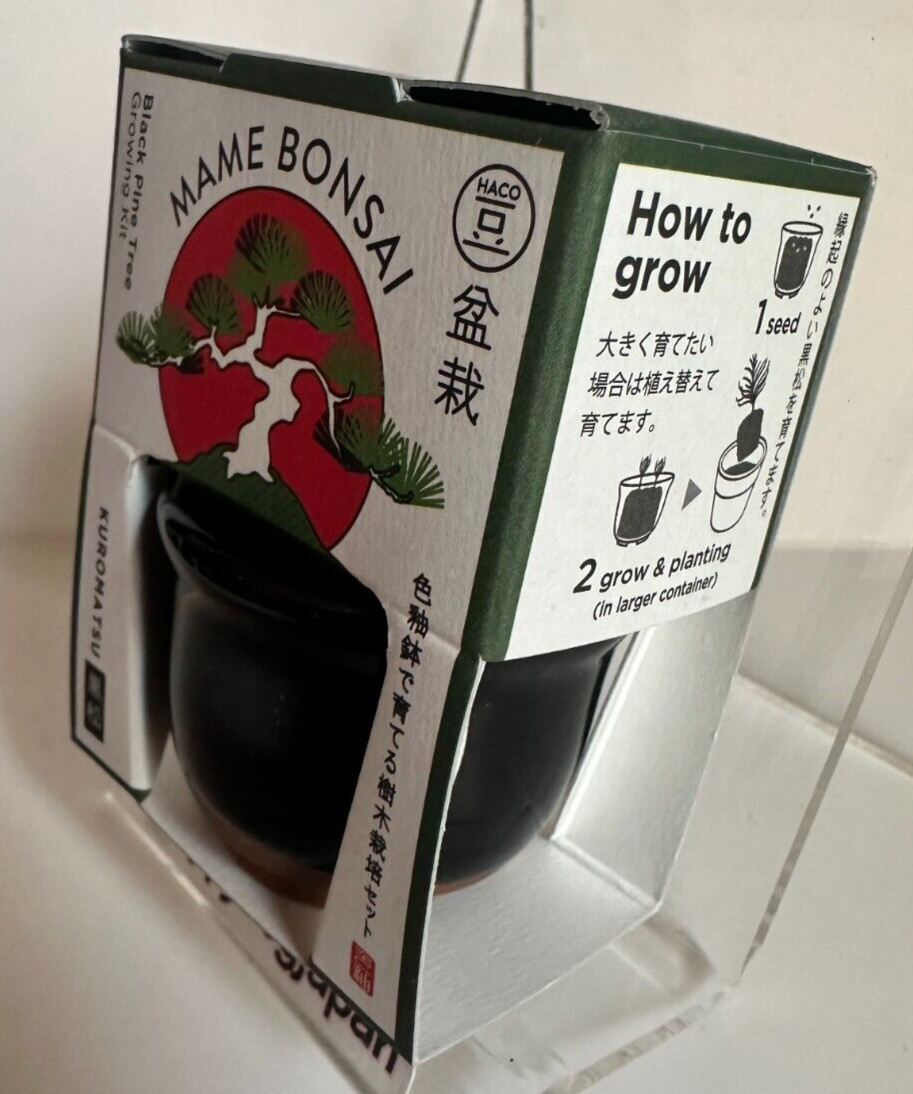 Black Pine Tree
Growing Kit
MAME BONSAI
HACO
豆
盆栽
KUROMATSU
黒松
色釉鉢で育てる樹木栽培セット
How to
grow
1 seed
縁起のよい黒松を育てます。
大きく育てたい
場合は植え替えて
育てます。
2 grow & planting
(in larger container)
japan